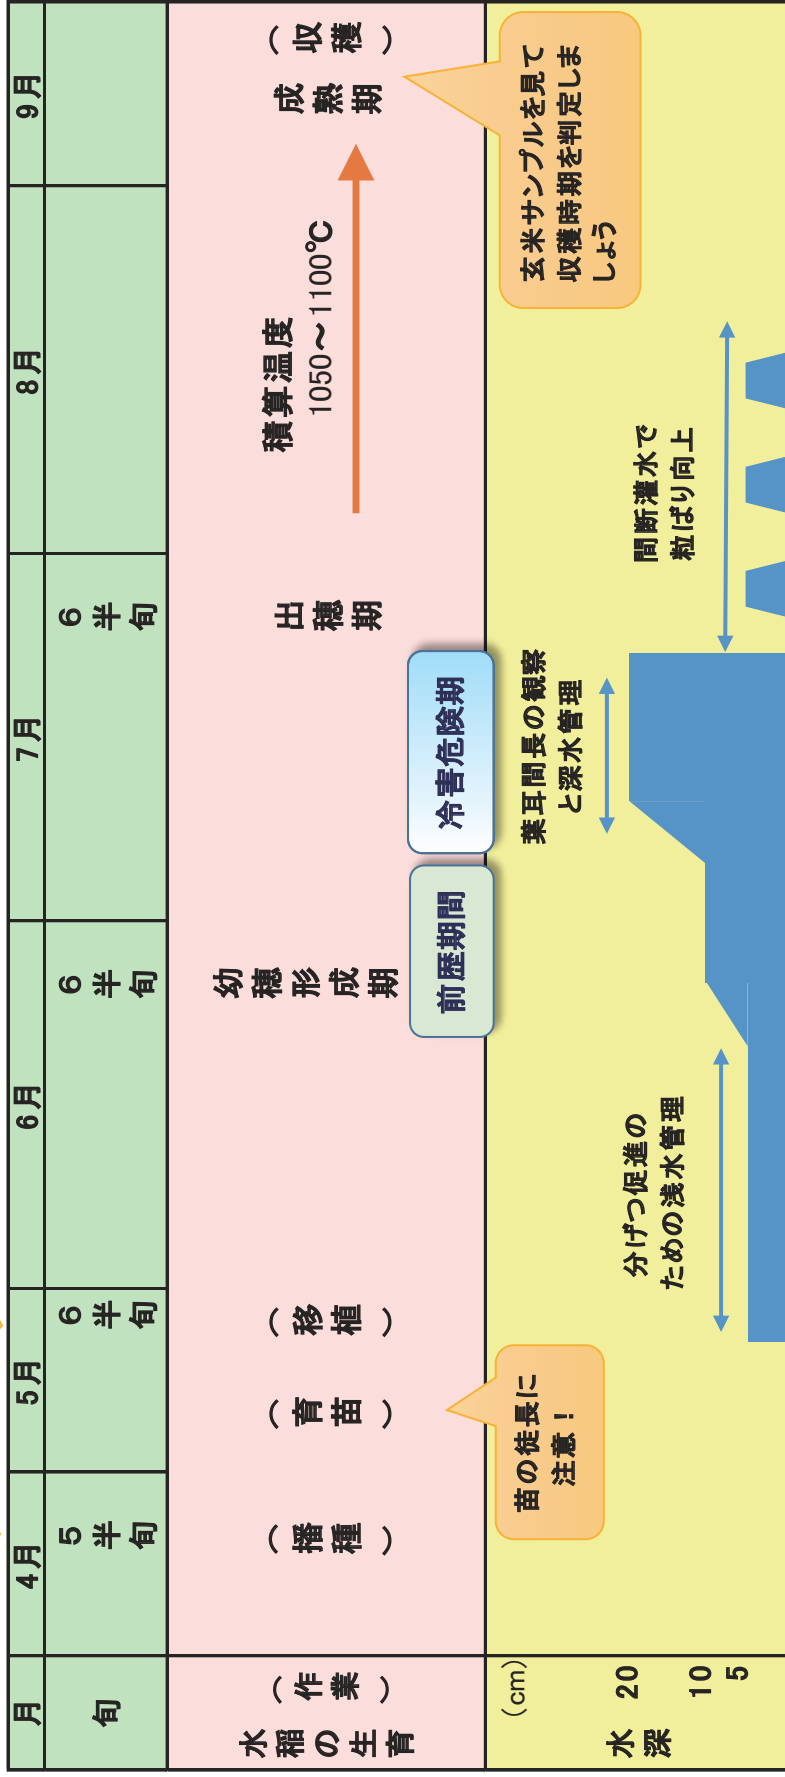 月
4月
5月
6月
7月
8月
9月
旬
5半旬
6半旬
6半旬
6半旬
水稲の生育
（作業）
（播種）
（育苗）
（移植）
幼穂形成期
出穂期
積算温度
1050～1100℃
成熟期
（収穫）
前歴期間
冷害危険期
水深
（cm）
20
10
5
苗の徒長に
注意！
分げつ促進の
ための浅水管理
葉耳間長の観察
と深水管理
間断灌水で
粒ばり向上
玄米サンプルを見て
収穫時期を判定しま
しょう